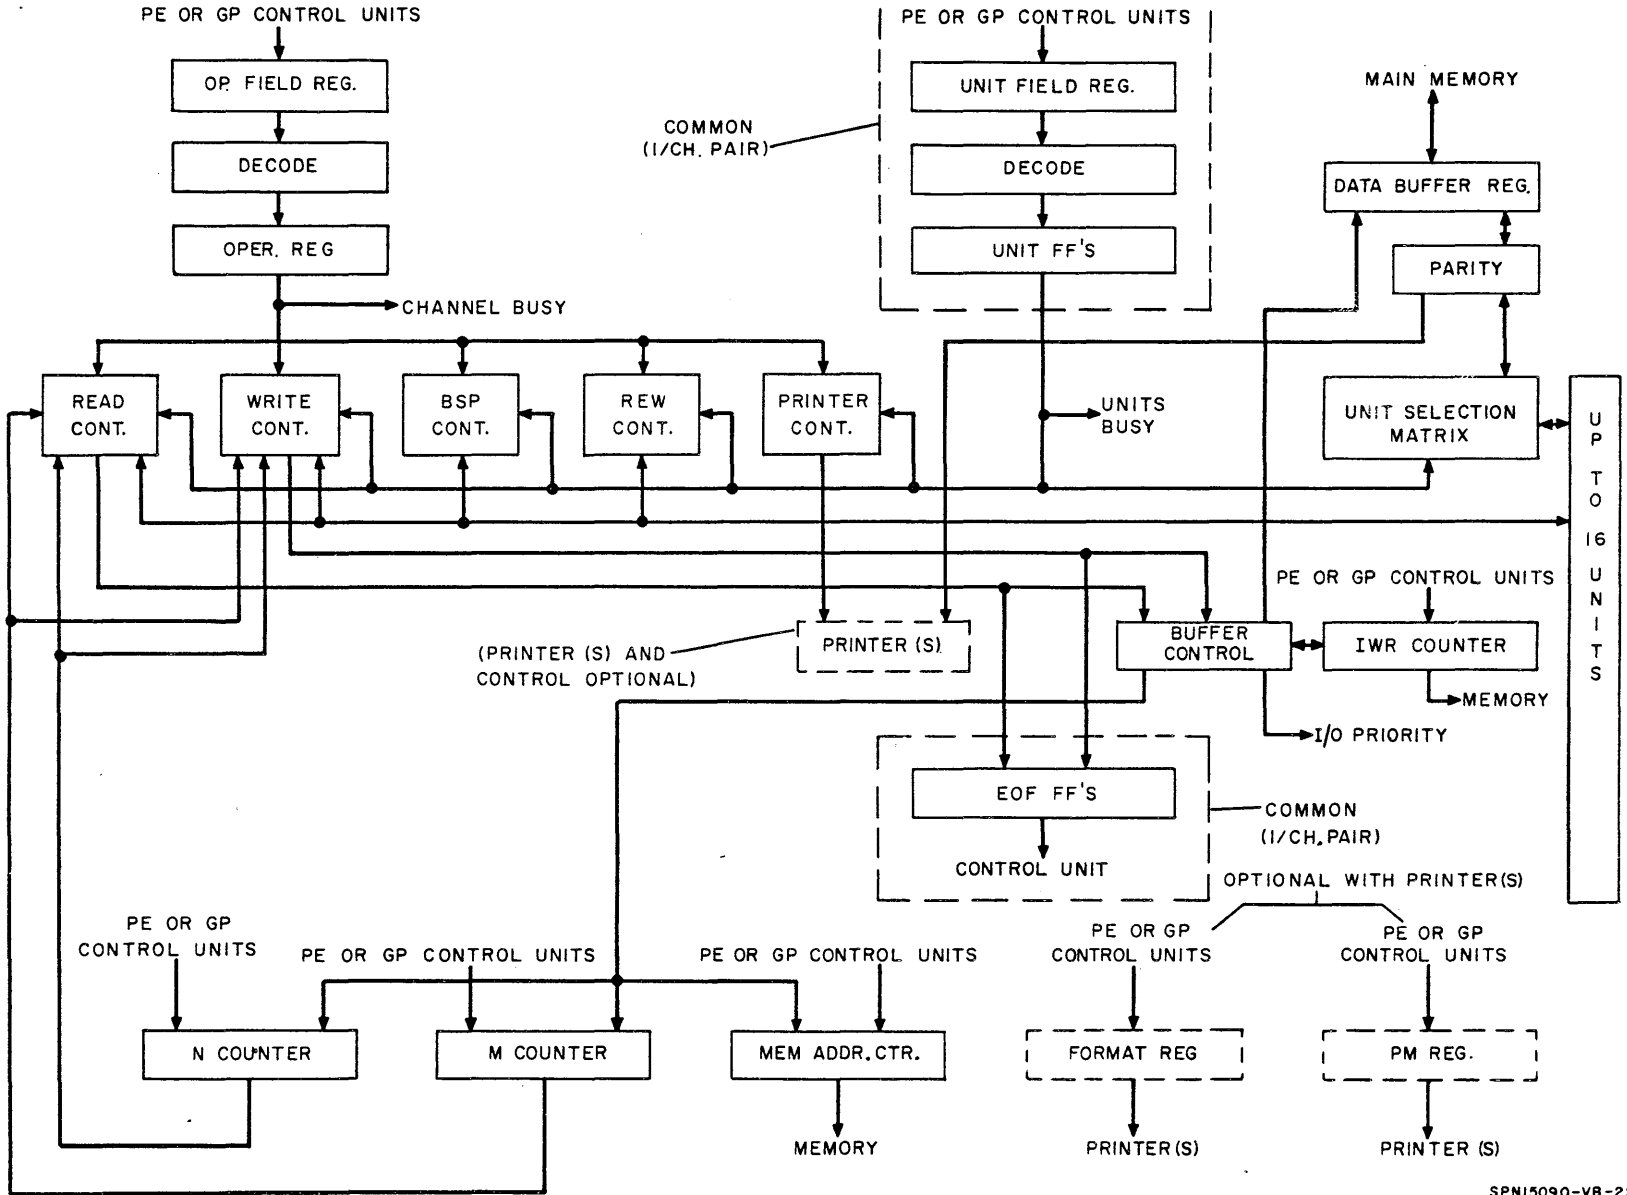 PE OR GP CONTROL UNITS
OP. FIELD REG.
DECODE
OPER. REG
CHANNEL BUSY
PE OR GP CONTROL UNITS
UNIT FIELD REG.
DECODE
UNIT FF'S
COMMON
(1/CH. PAIR)
MAIN MEMORY
DATA BUFFER REG.
PARITY
READ
CONT.
WRITE
CONT.
BSP
CONT.
REW
CONT.
PRINTER
CONT.
UNITS
BUSY
UNIT SELECTION
MATRIX
UP TO 16 UNITS
PE OR GP CONTROL UNITS
(PRINTER (S) AND
CONTROL OPTIONAL)
PRINTER (S)
BUFFER
CONTROL
IWR COUNTER
MEMORY
I/O PRIORITY
EOF FF'S
CONTROL UNIT
COMMON
(1/CH. PAIR)
OPTIONAL WITH PRINTER(S)
PE OR GP
CONTROL UNITS
PE OR GP CONTROL UNITS
PE OR GP CONTROL UNITS
PE OR GP
CONTROL UNITS
PE OR GP
CONTROL UNITS
N COUNTER
M COUNTER
MEM ADDR. CTR.
FORMAT REG
PM REG.
MEMORY
PRINTER(S)
PRINTER (S)